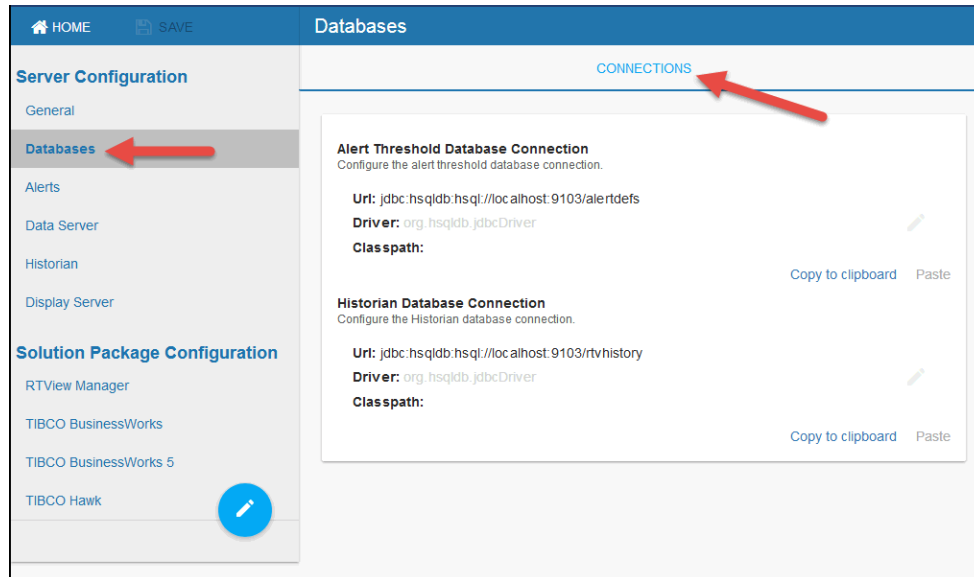 HOME
SAVE
Databases
Server Configuration
General
Databases
Alerts
Data Server
Historian
Display Server
Solution Package Configuration
RTView Manager
TIBCO BusinessWorks
TIBCO BusinessWorks 5
TIBCO Hawk
CONNECTIONS
Alert Threshold Database Connection
Configure the alert threshold database connection.
Url: jdbc:hsqldb:hsql://localhost:9103/alertdefs
Driver: org.hsqldb.jdbcDriver
Classpath:
Copy to clipboard Paste
Historian Database Connection
Configure the Historian database connection.
Url: jdbc:hsqldb:hsql://localhost:9103/rtvhistory
Driver: org.hsqldb.jdbcDriver
Classpath:
Copy to clipboard Paste